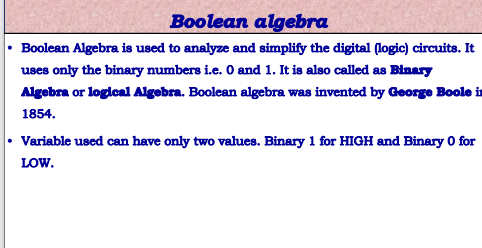 Boolean algebra
• Boolean Algebra is used to analyze and simplify the digital (logic) circuits. It
uses only the binary numbers i.e. 0 and 1. It is also called as Binary
Algebra or logical Algebra. Boolean algebra was invented by George Boole in
1854.
• Variable used can have only two values. Binary 1 for HIGH and Binary 0 for
LOW.